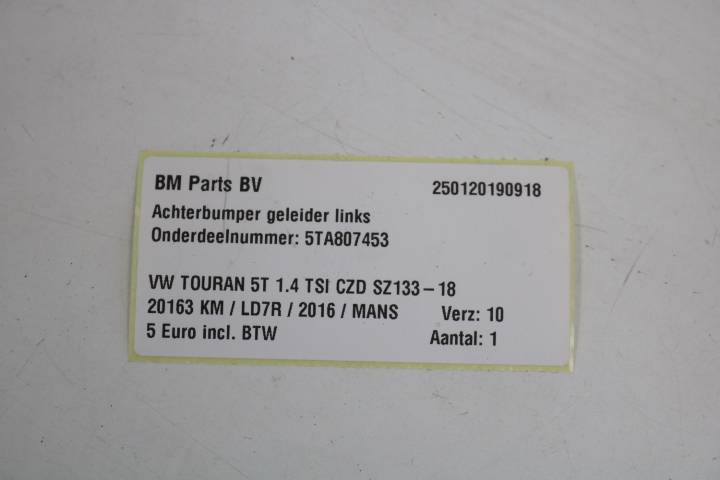 BM Parts BV 250120190918
Achterbumper geleider links
Onderdeelnummer: 5TA807453
VW TOURAN 5T 1.4 TSI CZD SZ133-18
20163 KM / LD7R / 2016 / MANS Verz: 10
5 Euro incl. BTW Aantal: 1